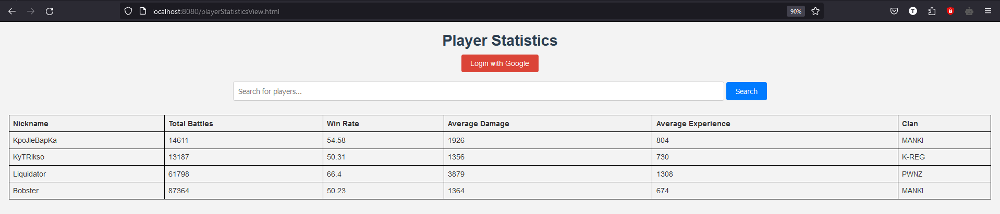 localhost:8080/playerStatisticsView.html 90% T
Player Statistics
Login with Google
Search for players... Search
Nickname Total Battles Win Rate Average Damage Average Experience Clan
KpoJleBapKa 14611 54.58 1926 804 MANKI
KyTRikso 13187 50.31 1356 730 K-REG
Liquidator 61798 66.4 3879 1308 PWNZ
Bobster 87364 50.23 1364 674 MANKI